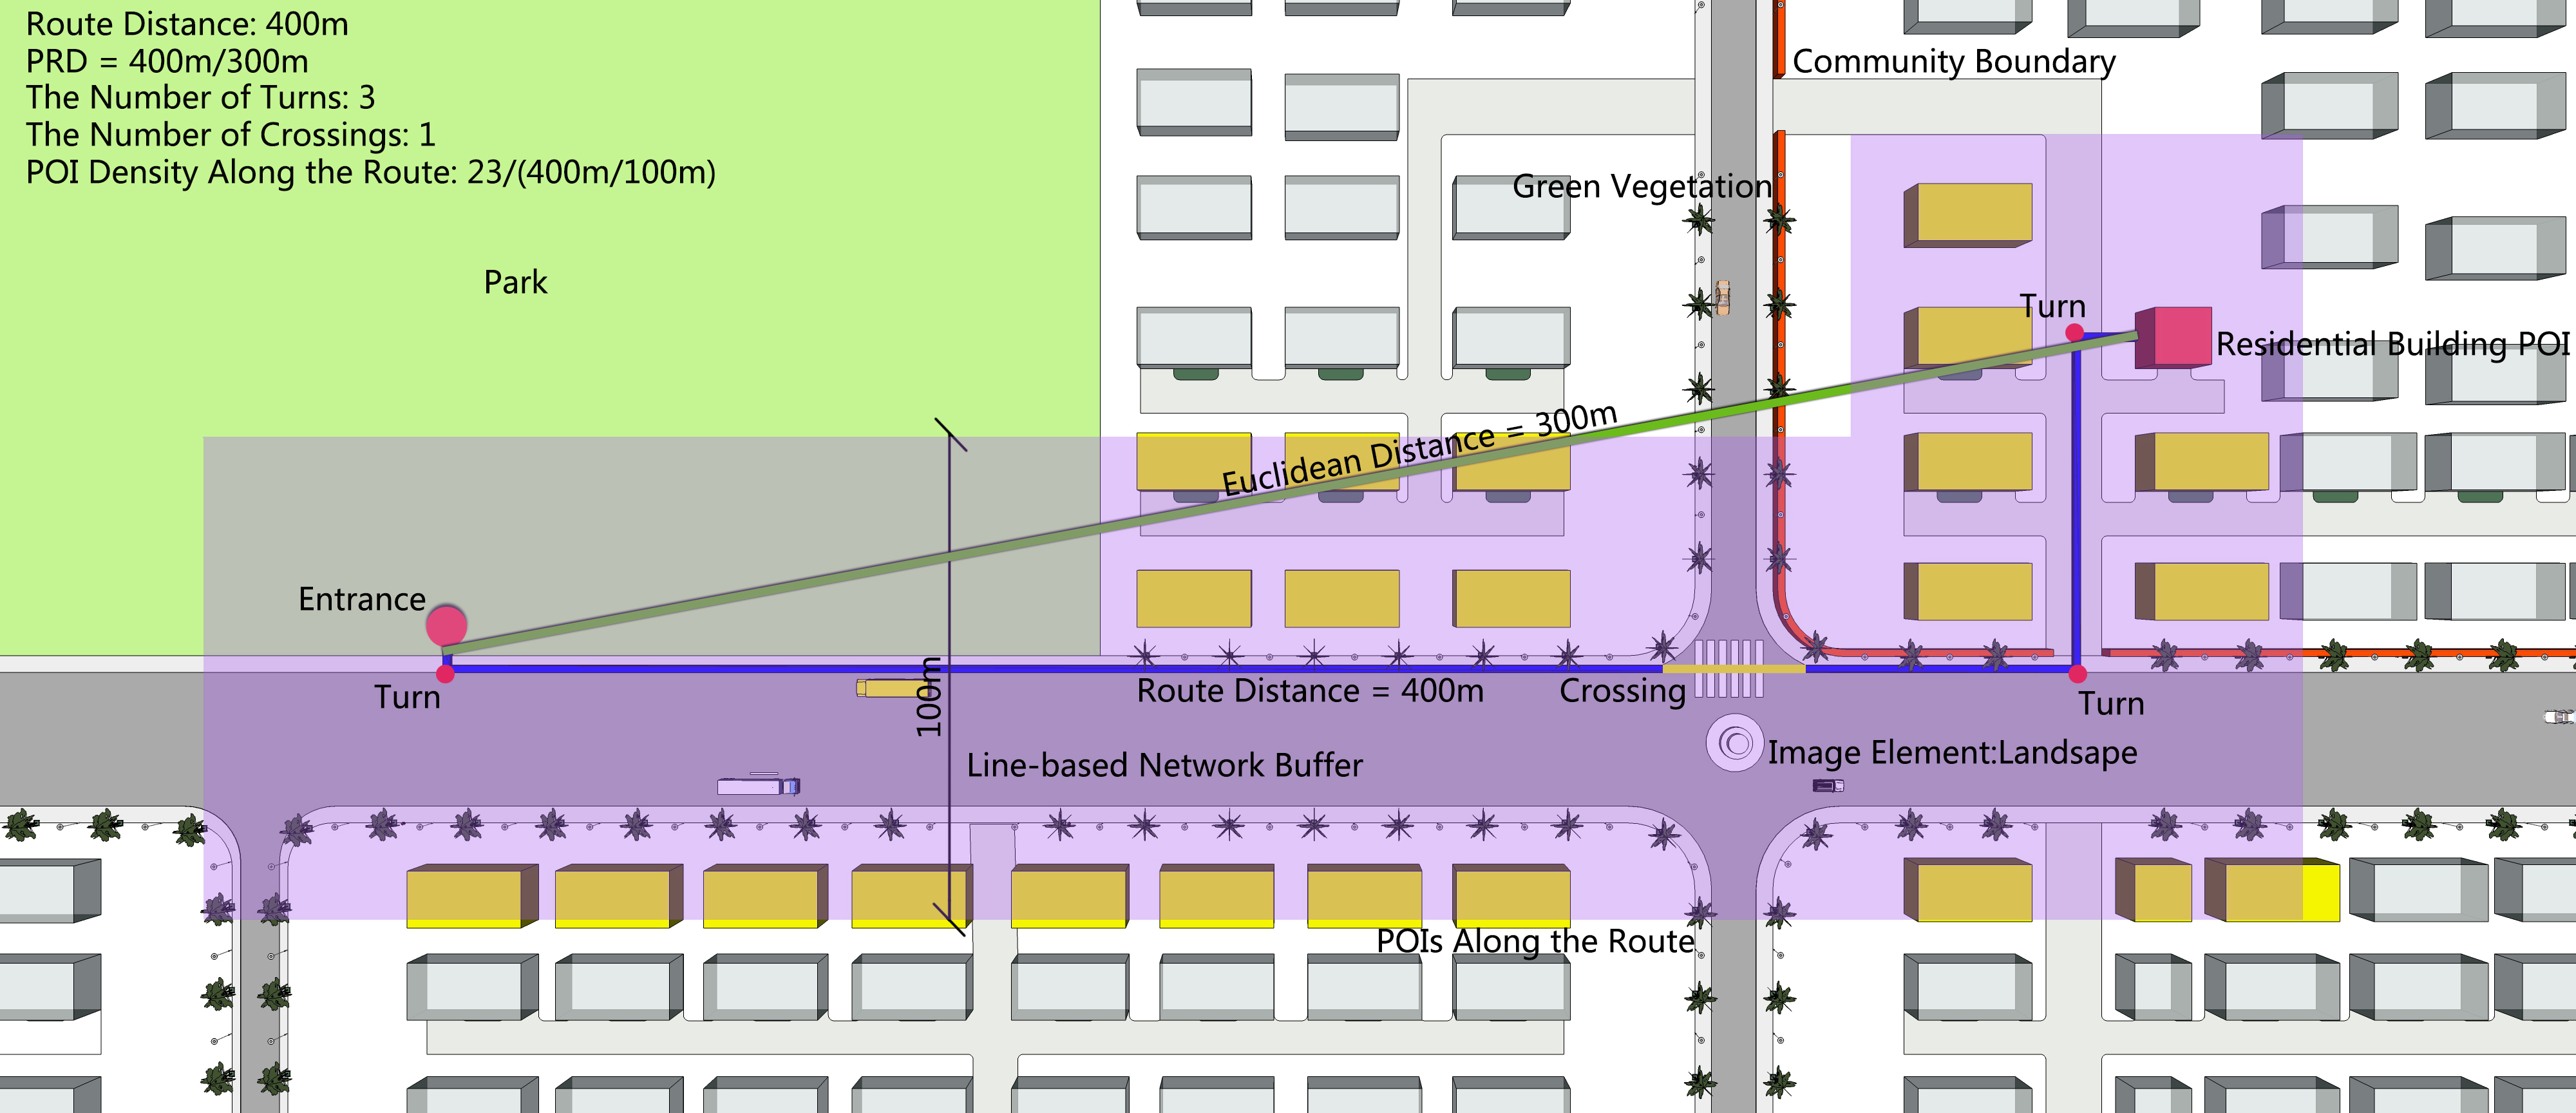 Route Distance: 400m
PRD = 400m/300m
The Number of Turns: 3
The Number of Crossings: 1
POI Density Along the Route: 23/(400m/100m)
Community Boundary
Green Vegetation
Park
Turn
Residential Building POI
Euclidean Distance = 300m
Entrance
Turn
100m
Route Distance = 400m
Crossing
Turn
Line-based Network Buffer
Image Element:Landsape
POIs Along the Route